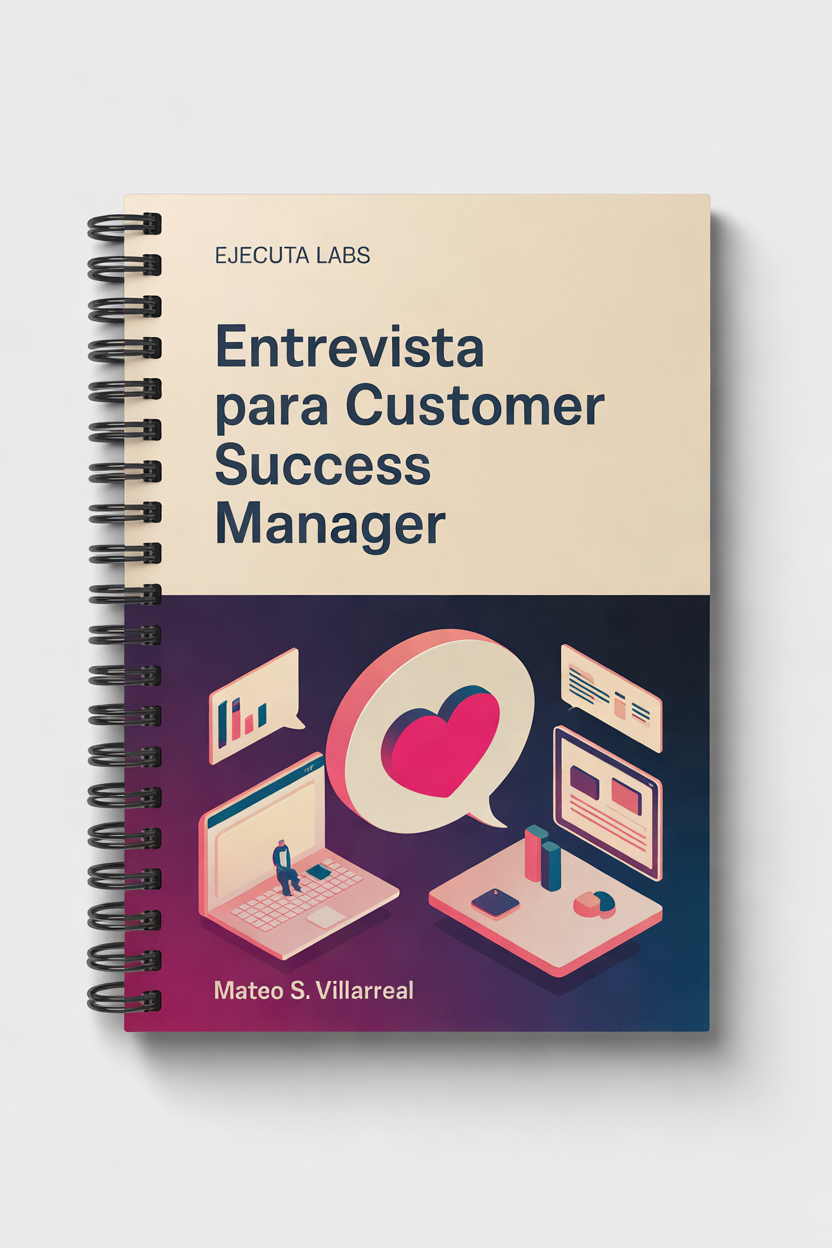 EJECUTA LABS
Entrevista
para Customer
Success
Manager
Mateo S. Villarreal